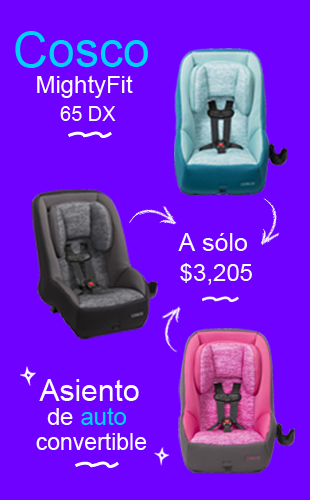 Cosco
MightyFit
65 DX
A sólo
$3,205
Asiento
de auto
convertible